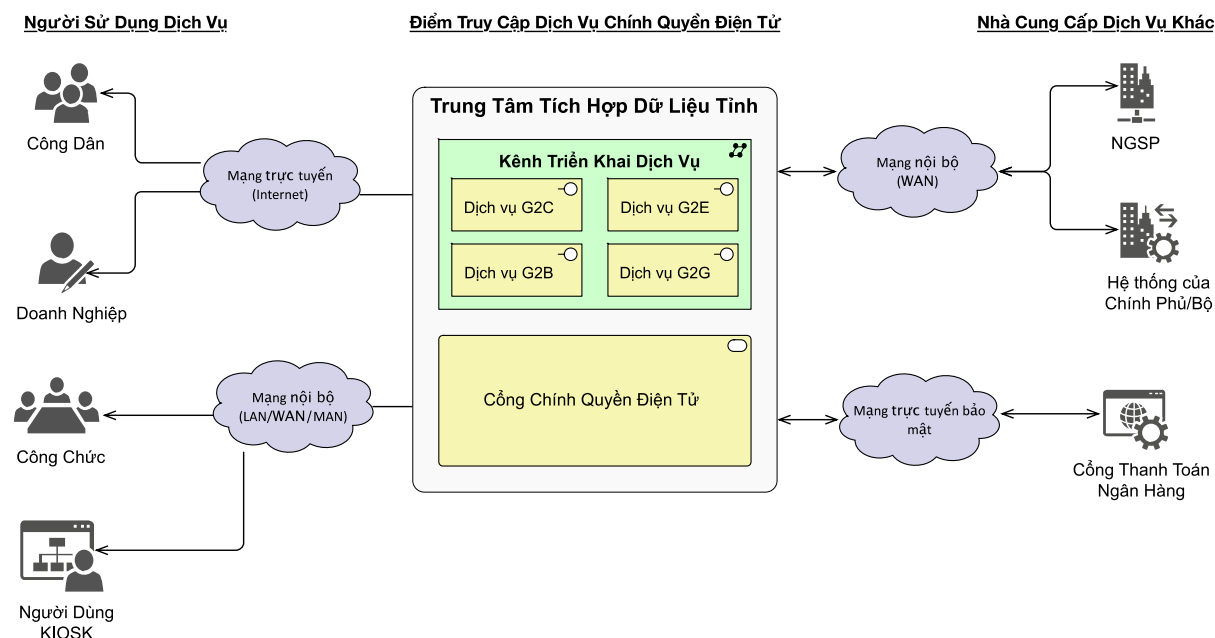 Người Sử Dụng Dịch Vụ
Điểm Truy Cập Dịch Vụ Chính Quyền Điện Tử
Nhà Cung Cấp Dịch Vụ Khác
Công Dân
Doanh Nghiệp
Mạng trực tuyến
(Internet)
Công Chức
Người Dùng
KIOSK
Mạng nội bộ
(LAN/WAN/MAN)
Trung Tâm Tích Hợp Dữ Liệu Tỉnh
Kênh Triển Khai Dịch Vụ
Dịch vụ G2C
Dịch vụ G2E
Dịch vụ G2B
Dịch vụ G2G
Cổng Chính Quyền Điện Tử
Mạng nội bộ
(WAN)
NGSP
Hệ thống của
Chính Phủ/Bộ
Mạng trực tuyến bảo
mật
Cổng Thanh Toán
Ngân Hàng